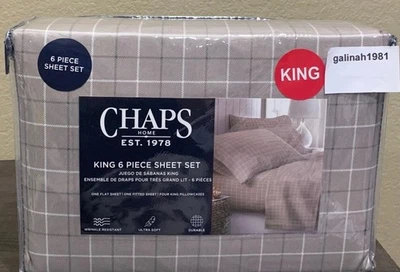 6 PIECE
SHEET SET
KING
galinah1981
CHAPS
HOME
EST. 1978
KING 6 PIECE SHEET SET
JUEGO DE SÁBANAS KING
ENSEMBLE DE DRAPS POUR TRÈS GRAND LIT - 6 PIÈCES
ONE FLAT SHEET | ONE FITTED SHEET | FOUR KING PILLOWCASES
WRINKLE RESISTANT
ULTRA SOFT
DURABLE